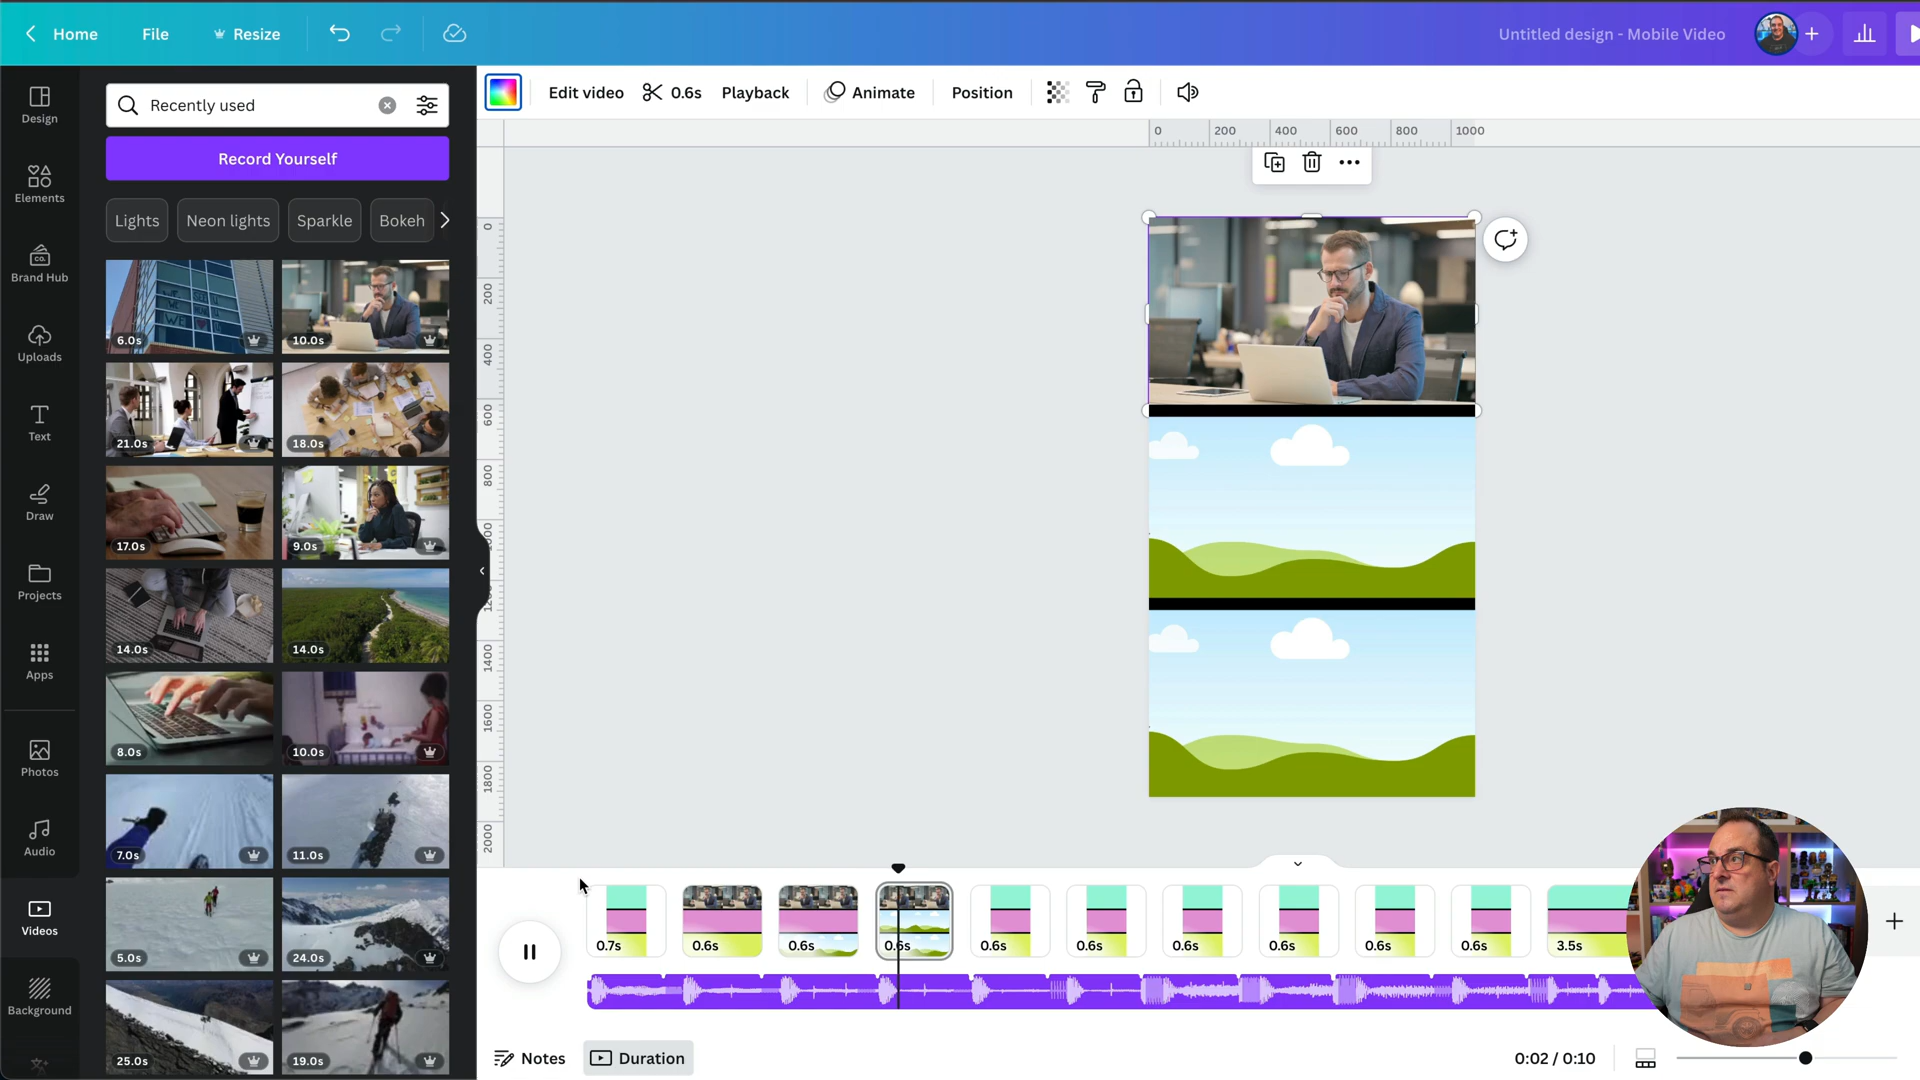 Home
File
Resize
Untitled design - Mobile Video
Design
Elements
Brand Hub
CO.
Uploads
Text
Draw
Projects
Apps
Photos
Audio
Videos
Background
Recently used
Record Yourself
Lights
Neon lights
Sparkle
Bokeh
6.0s
10.0s
21.0s
18.0s
17.0s
9.0s
14.0s
14.0s
8.0s
10.0s
7.0s
11.0s
5.0s
24.0s
25.0s
19.0s
Edit video
0.6s
Playback
Animate
Position
0 200 400 600 800 1000
0
200
400
600
800
1400
1600
1800
2000
0.7s
0.6s
0.6s
0.6s
0.6s
0.6s
0.6s
0.6s
0.6s
0.6s
3.5s
Notes
Duration
0:02 / 0:10